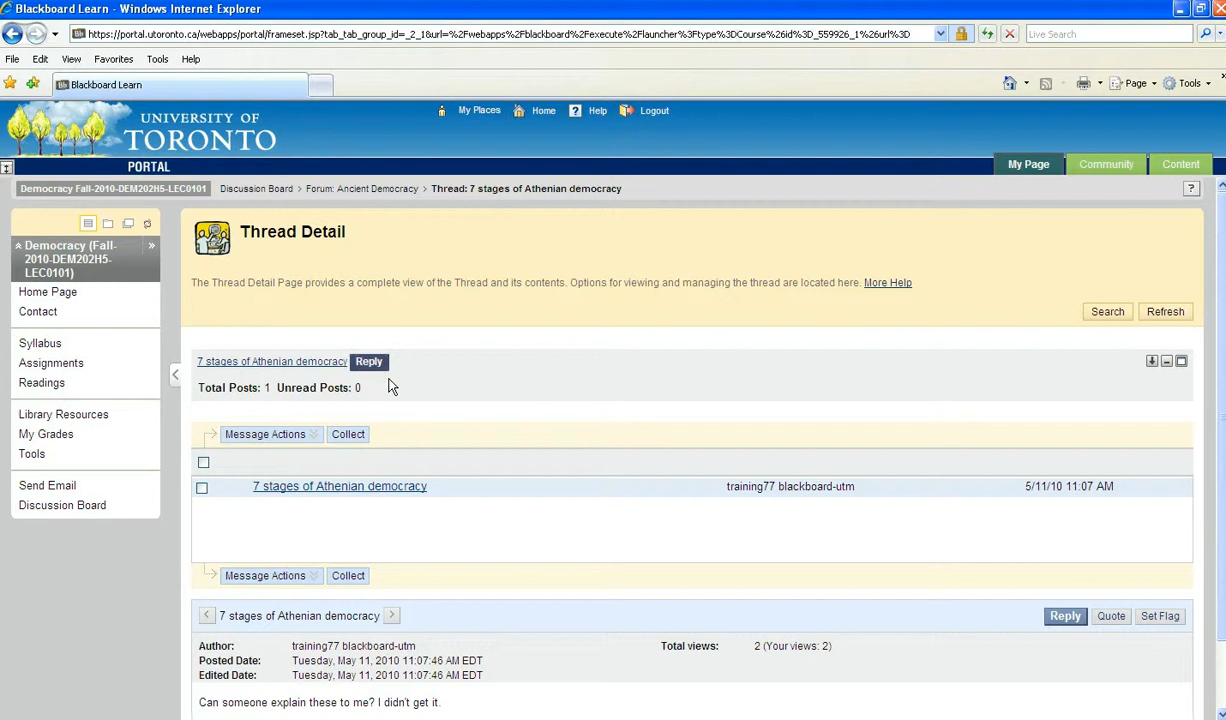 Blackboard Learn - Windows Internet Explorer
https://portal.utoronto.ca/webapps/portal/frameset.jsp?tab_tab_group_id=_2_1&url=%2Fwebapps%2Fblackboard%2Fexecute%2Flauncher%3Ftype%3DCourse%26id%3D_559926_1%26url%3D
Live Search
File Edit View Favorites Tools Help
Blackboard Learn
Page Tools
UNIVERSITY OF
TORONTO
My Places Home ? Help Logout
PORTAL
My Page Community Content
Democracy Fall-2010-DEM202H5-LEC0101 Discussion Board > Forum: Ancient Democracy > Thread: 7 stages of Athenian democracy ?
Democracy (Fall-
2010-DEM202H5-
LEC0101)
Home Page
Contact
Syllabus
Assignments
Readings
Library Resources
My Grades
Tools
Send Email
Discussion Board
Thread Detail
The Thread Detail Page provides a complete view of the Thread and its contents. Options for viewing and managing the thread are located here. More Help
Search Refresh
7 stages of Athenian democracy Reply
Total Posts: 1 Unread Posts: 0
Message Actions Collect
7 stages of Athenian democracy training77 blackboard-utm 5/11/10 11:07 AM
Message Actions Collect
< 7 stages of Athenian democracy > Reply Quote Set Flag
Author: training77 blackboard-utm Total views: 2 (Your views: 2)
Posted Date: Tuesday, May 11, 2010 11:07:46 AM EDT
Edited Date: Tuesday, May 11, 2010 11:07:46 AM EDT
Can someone explain these to me? I didn't get it.